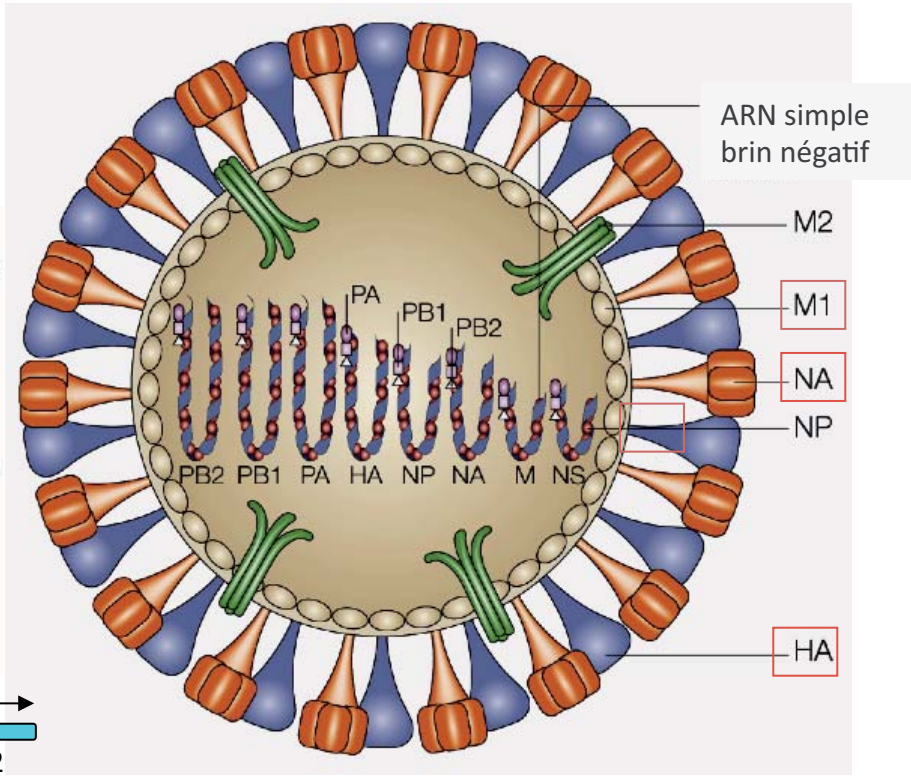 ARN simple
brin négatif
M2
M1
NA
NP
HA
PA
PB1
PB2
PB2 PB1 PA HA NP NA M NS
2